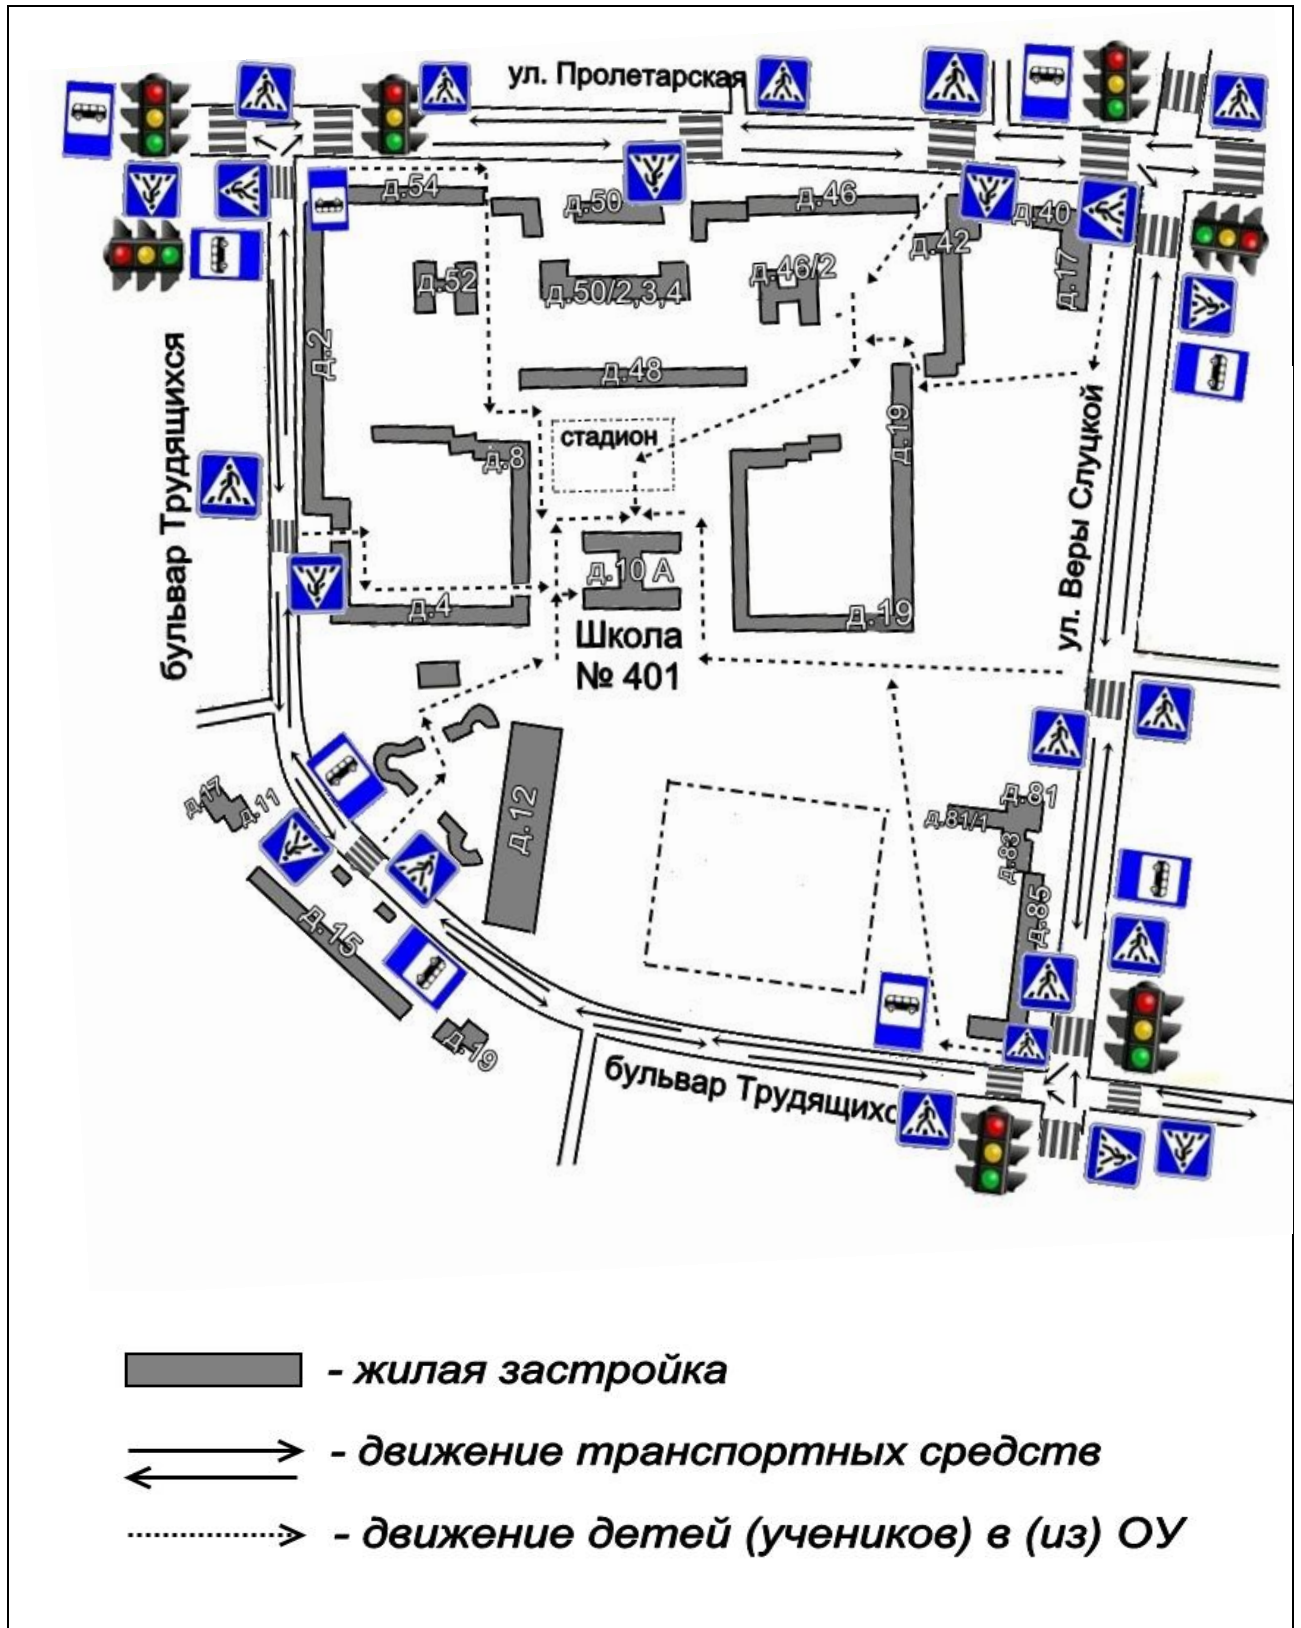 ул. Пролетарская
д.54
д.50
д.46
д.40
д.42
д.52
д.50/2,3,4
д.46/2
д.17
д.2
д.48
бульвар Трудящихся
стадион
д.19
ул. Веры Слуцкой
д.8
д.10 А
д.4
д.19
Школа
№ 401
д.17
д.11
д.12
д.81
д.81/1
д.83
д.85
д.15
д.19
бульвар Трудящихс
- жилая застройка
- движение транспортных средств
- движение детей (учеников) в (из) ОУ